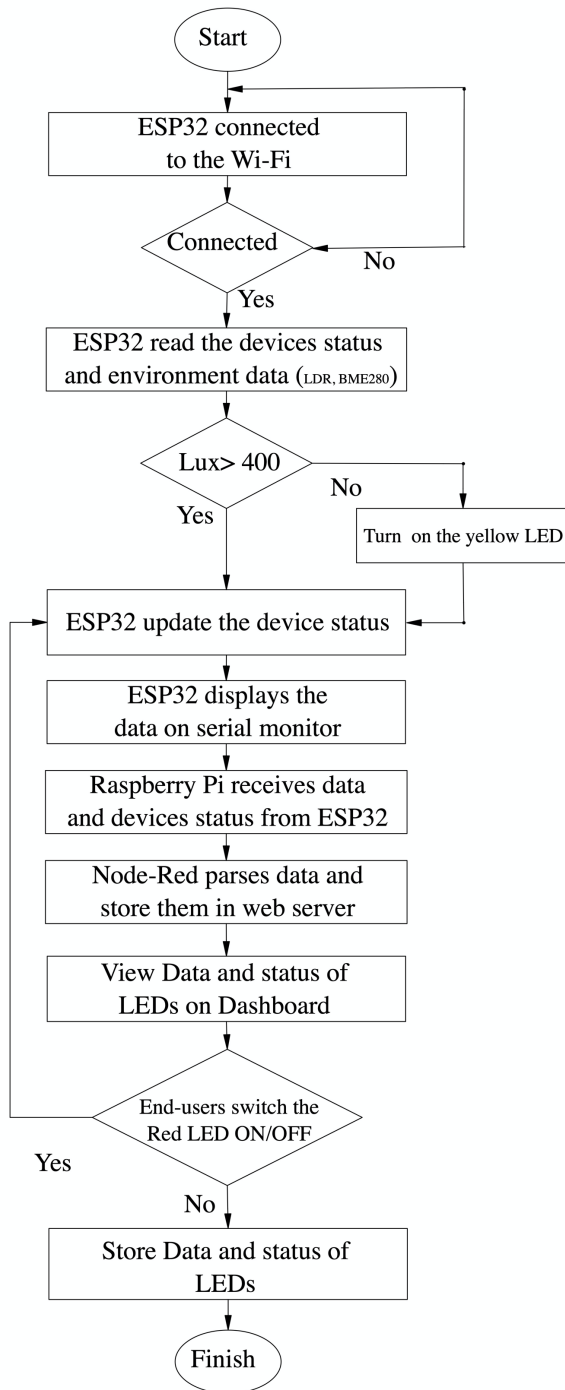 Start
ESP32 connected
to the Wi-Fi
Connected
No
Yes
ESP32 read the devices status
and environment data (LDR, BME280)
Lux> 400
No
Yes
Turn on the yellow LED
ESP32 update the device status
ESP32 displays the
data on serial monitor
Raspberry Pi receives data
and devices status from ESP32
Node-Red parses data and
store them in web server
View Data and status of
LEDs on Dashboard
End-users switch the
Red LED ON/OFF
Yes
No
Store Data and status of
LEDs
Finish